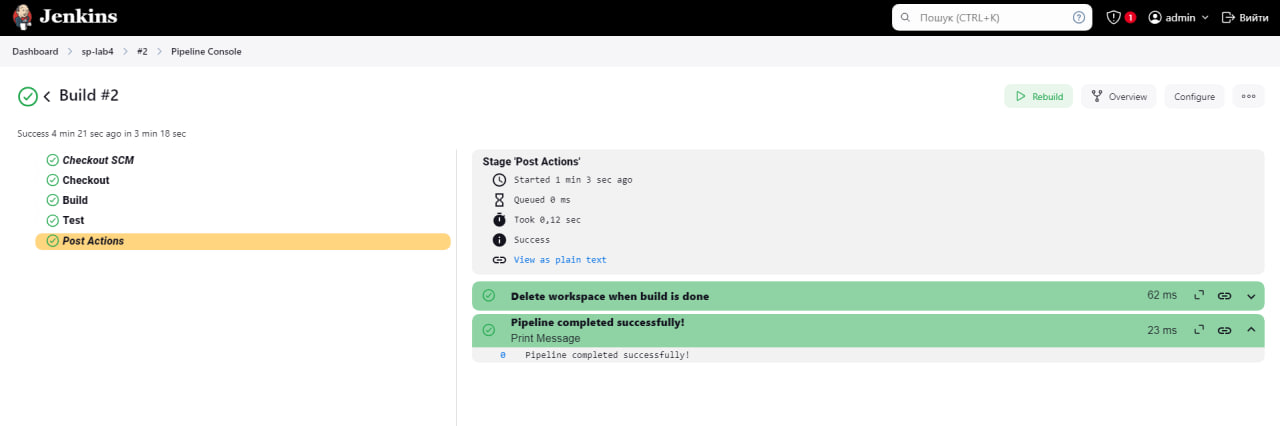 Jenkins
Пошук (CTRL+K)
1
admin
Вийти
Dashboard
sp-lab4
#2
Pipeline Console
Build #2
Rebuild
Overview
Configure
Success 4 min 21 sec ago in 3 min 18 sec
Checkout SCM
Checkout
Build
Test
Post Actions
Stage 'Post Actions'
Started 1 min 3 sec ago
Queued 0 ms
Took 0,12 sec
Success
View as plain text
Delete workspace when build is done
62 ms
Pipeline completed successfully!
Print Message
23 ms
0 Pipeline completed successfully!